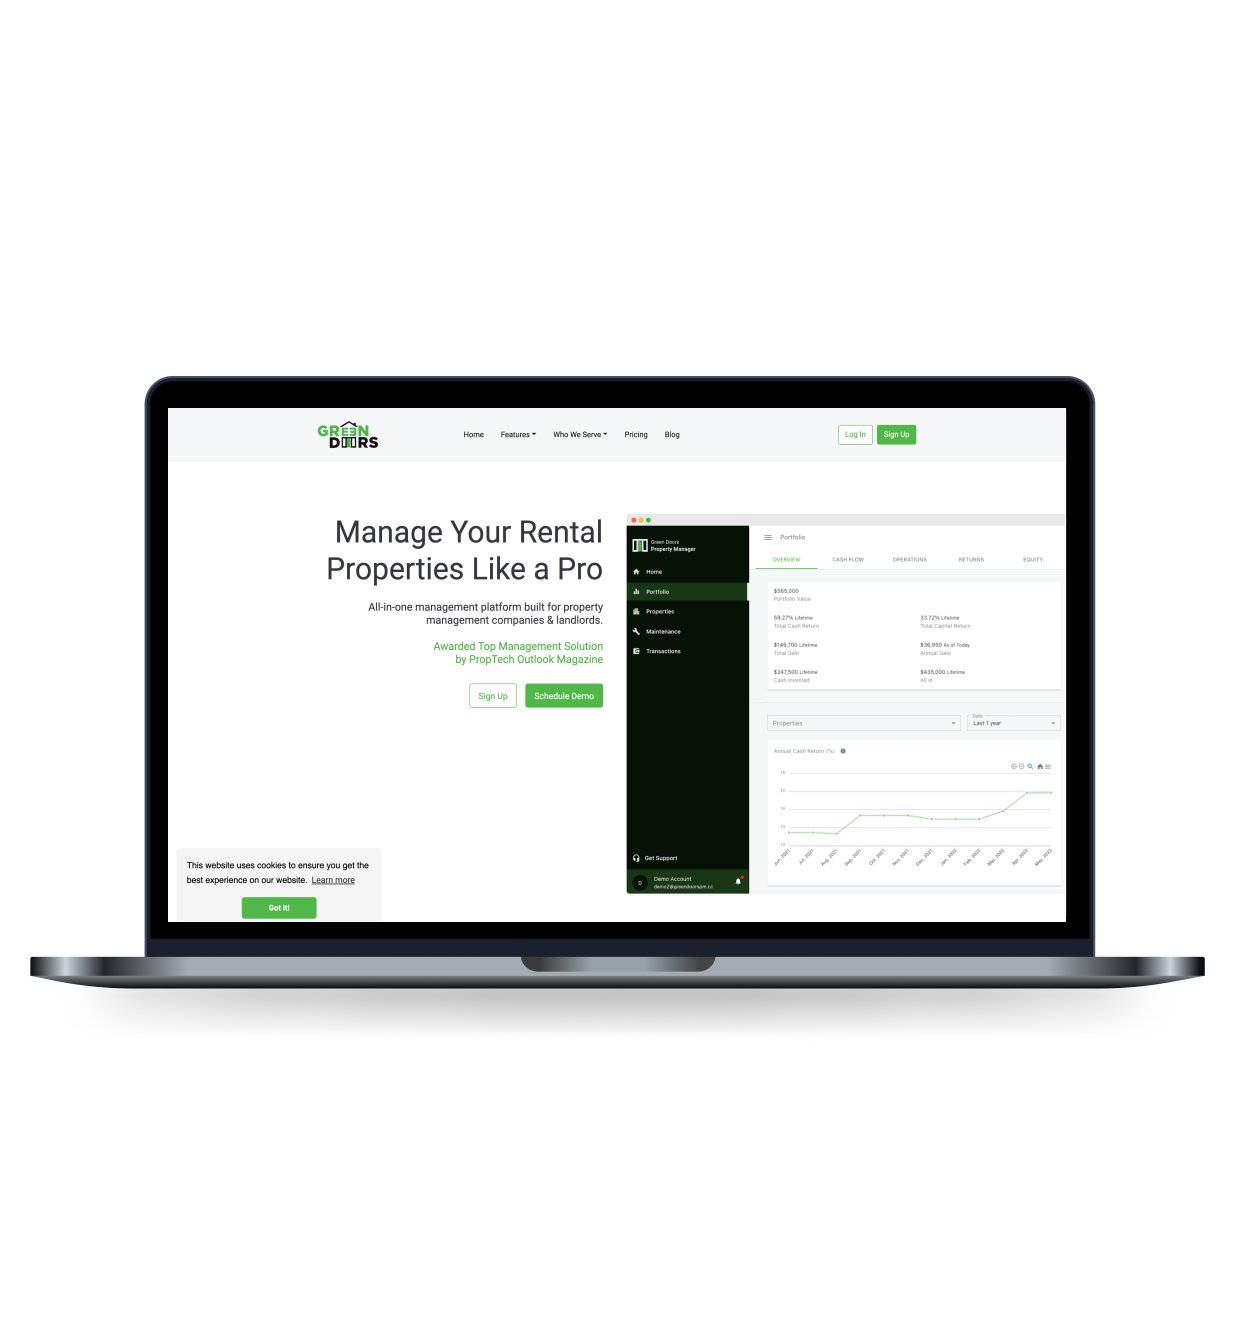 GREEN
DOORS
Home
Features
Who We Serve
Pricing
Blog
Log In
Sign Up
Manage Your Rental
Properties Like a Pro
All-in-one management platform built for property
management companies & landlords.
Awarded Top Management Solution
by PropTech Outlook Magazine
Sign Up
Schedule Demo
This website uses cookies to ensure you get the
best experience on our website. Learn more
Got It!
Green Doors
Property Manager
Home
Portfolio
Properties
Maintenance
Transactions
Get Support
D
Demo Account
demo2@greendoorspm.cc
Portfolio
OVERVIEW
CASH FLOW
OPERATIONS
RETURNS
EQUITY
$565,000
Portfolio Value
59.27% Lifetime
Total Cash Return
33.72% Lifetime
Total Capital Return
$146,700 Lifetime
Total Gain
$36,950 As of Today
Annual Gain
$247,500 Lifetime
Cash Invested
$435,000 Lifetime
All In
Properties
Date
Last 1 year
Annual Cash Return (%)
16
15
14
13
12
Jun, 2021
Jul, 2021
Aug, 2021
Sep, 2021
Oct, 2021
Nov, 2021
Dec, 2021
Jan, 2022
Feb, 2022
Mar, 2022
Apr, 2022
May, 2022